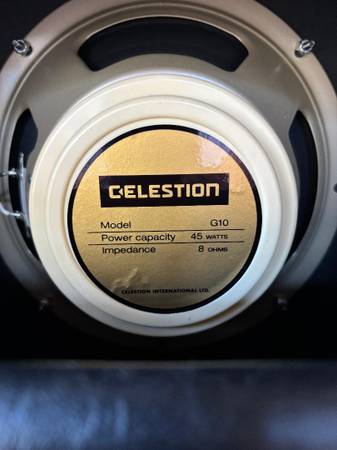 CELESTION
Model G10
Power capacity 45 WATTS
Impedance 8 OHMS
CELESTION INTERNATIONAL LTD.